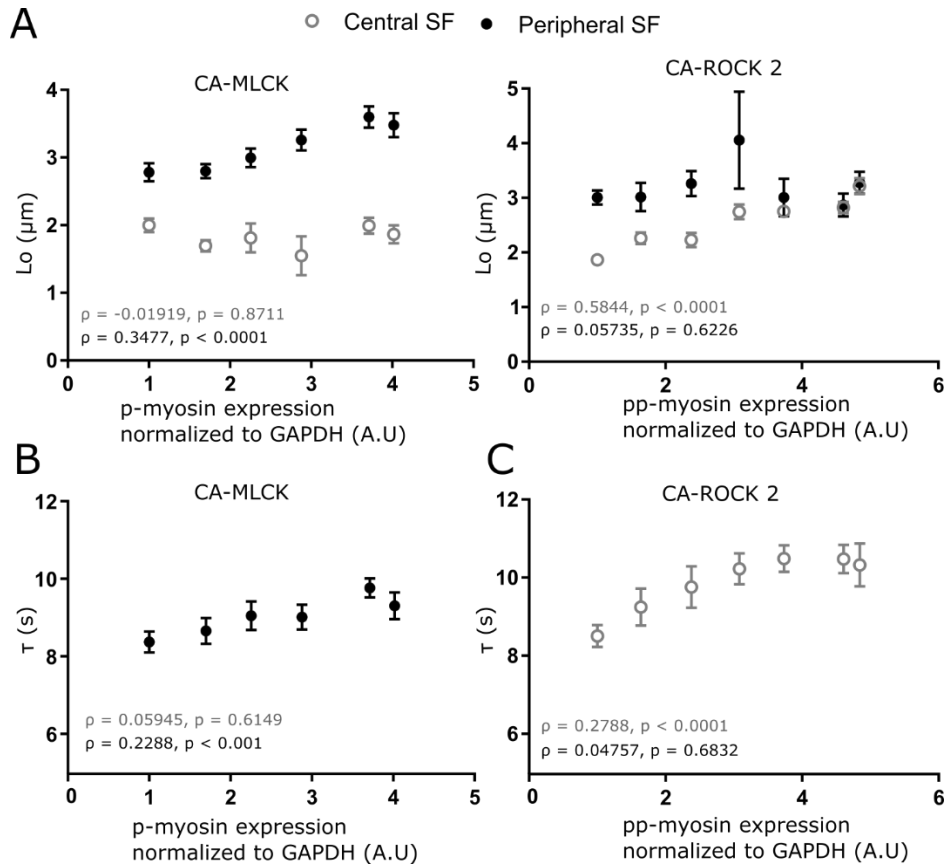 A
Central SF
Peripheral SF
CA-MLCK
4
3
2
1
0
Lo (μm)
ρ = -0.01919, p = 0.8711
ρ = 0.3477, p < 0.0001
0 1 2 3 4 5
p-myosin expression
normalized to GAPDH (A.U)
CA-ROCK 2
5
4
3
2
1
0
Lo (μm)
ρ = 0.5844, p < 0.0001
ρ = 0.05735, p = 0.6226
0 2 4 6
pp-myosin expression
normalized to GAPDH (A.U)
B
CA-MLCK
12
10
8
6
τ (s)
ρ = 0.05945, p = 0.6149
ρ = 0.2288, p < 0.001
0 1 2 3 4 5
p-myosin expression
normalized to GAPDH (A.U)
C
CA-ROCK 2
12
10
8
6
τ (s)
ρ = 0.2788, p < 0.0001
ρ = 0.04757, p = 0.6832
0 2 4 6
pp-myosin expression
normalized to GAPDH (A.U)